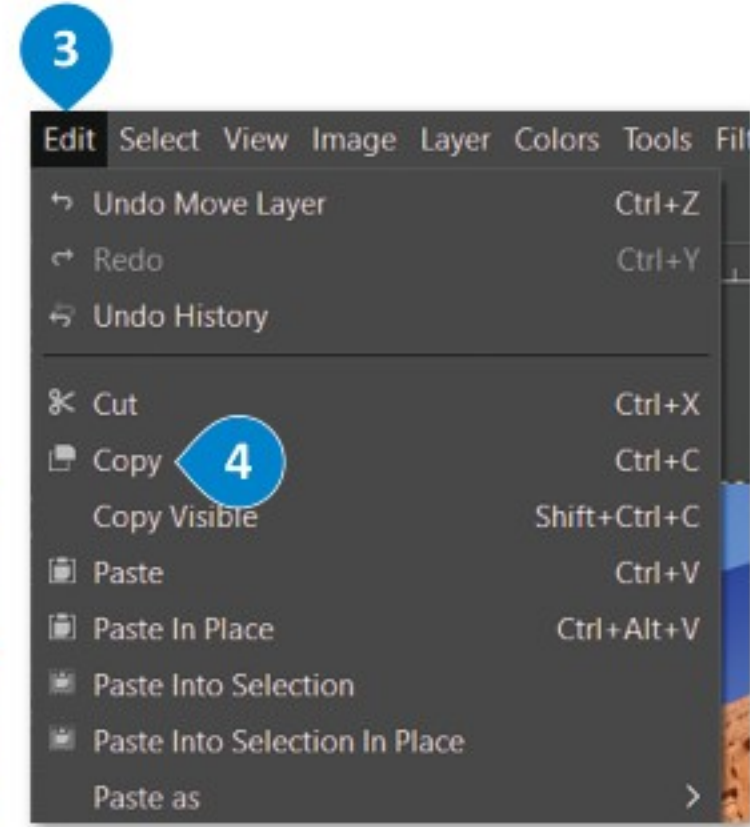 3
Edit Select View Image Layer Colors Tools Filt
Undo Move Layer Ctrl+Z
Redo Ctrl+Y
Undo History
Cut Ctrl+X
Copy 4 Ctrl+C
Copy Visible Shift+Ctrl+C
Paste Ctrl+V
Paste In Place Ctrl+Alt+V
Paste Into Selection
Paste Into Selection In Place
Paste as